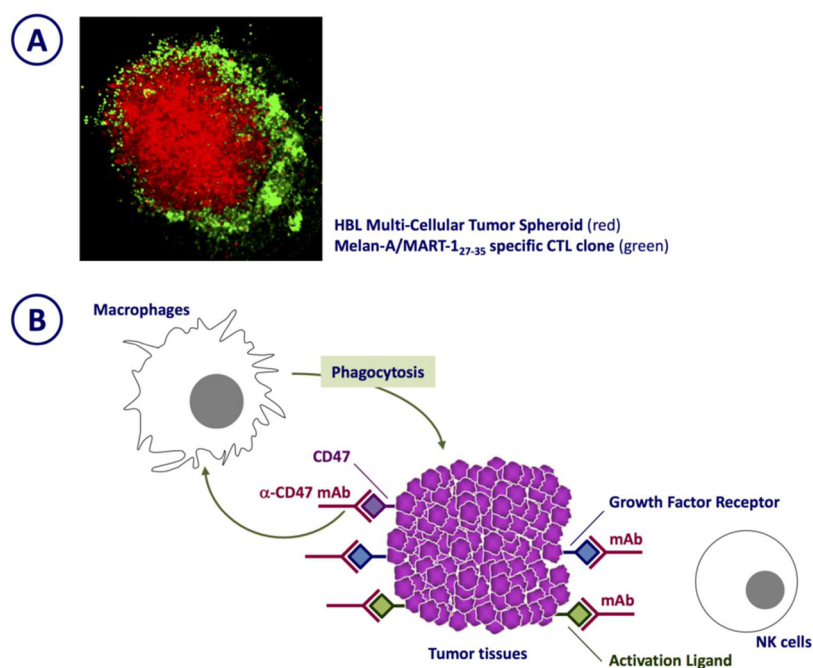 A
HBL Multi-Cellular Tumor Spheroid (red)
Melan-A/MART-1₂₇₋₃₅ specific CTL clone (green)
B
Macrophages
Phagocytosis
CD47
α-CD47 mAb
Growth Factor Receptor
mAb
mAb
NK cells
Tumor tissues
Activation Ligand